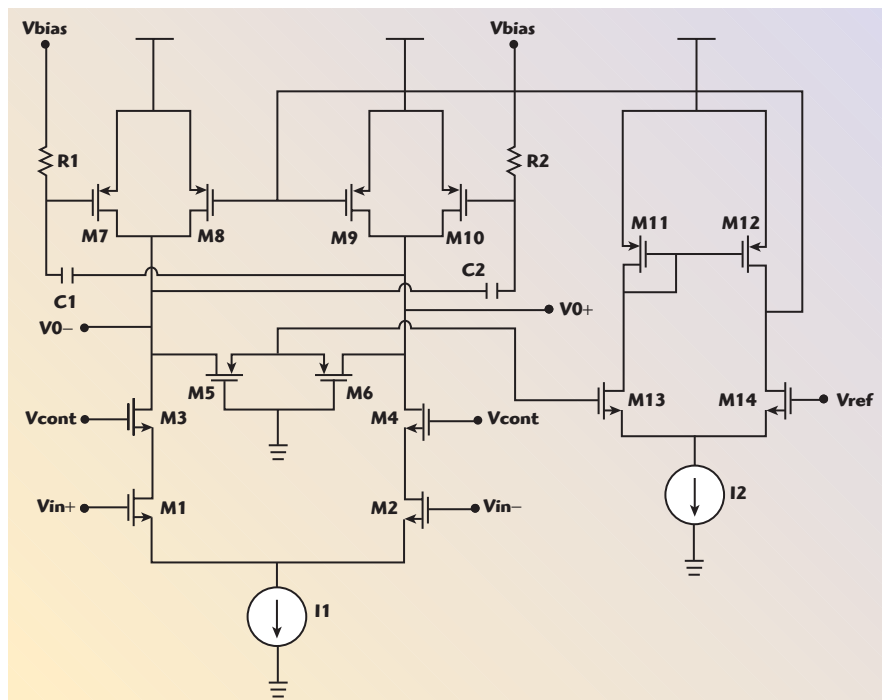 Vbias
Vbias
R1
R2
M7
M8
M9
M10
M11
M12
C1
C2
V0–
V0+
M5
M6
M13
M14
Vref
Vcont
M3
M4
Vcont
Vin+
M1
M2
Vin–
I2
I1